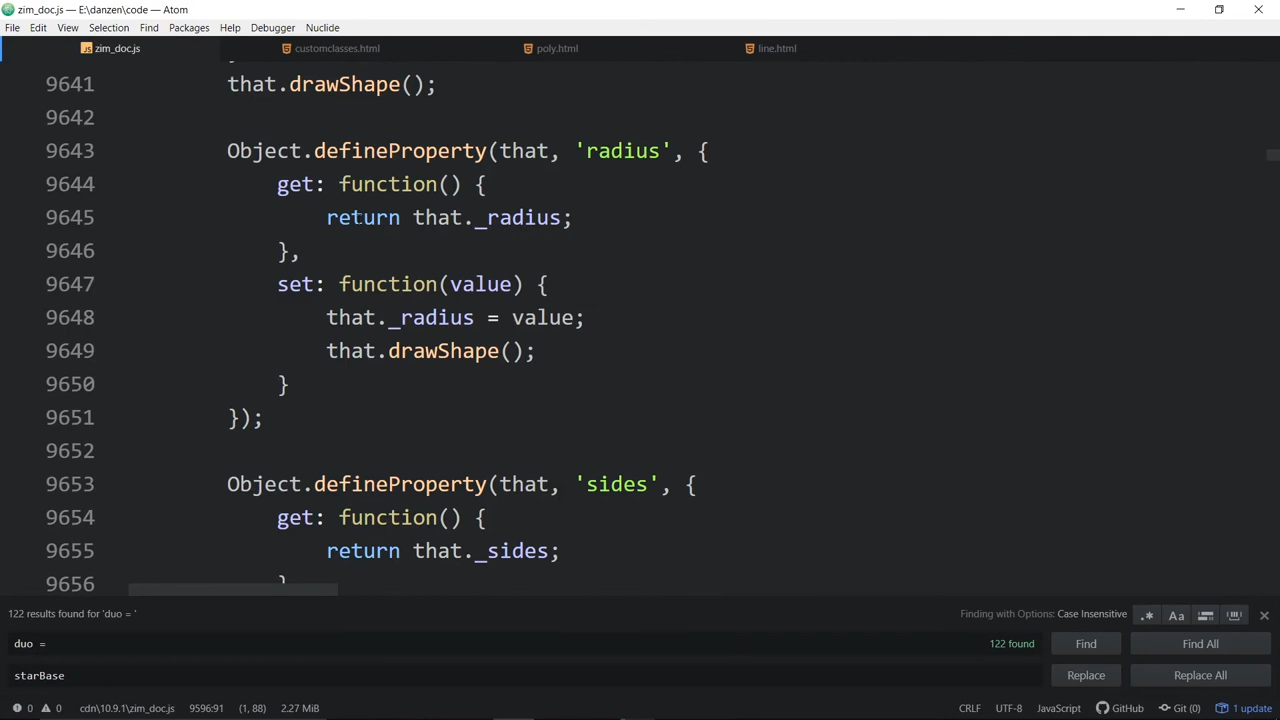 zim_doc.js — E:\danzen\code — Atom
File Edit View Selection Find Packages Help Debugger Nuclide
zim_doc.js customclasses.html poly.html line.html
9641 that.drawShape();
9642
9643 Object.defineProperty(that, 'radius', {
9644 get: function() {
9645 return that._radius;
9646 },
9647 set: function(value) {
9648 that._radius = value;
9649 that.drawShape();
9650 }
9651 });
9652
9653 Object.defineProperty(that, 'sides', {
9654 get: function() {
9655 return that._sides;
9656 }
122 results found for 'duo = ' Finding with Options: Case Insensitive .* Aa
duo = 122 found Find Find All
starBase Replace Replace All
0 0 cdn\10.9.1\zim_doc.js 9596:91 (1, 88) 2.27 MiB CRLF UTF-8 JavaScript GitHub Git (0) 1 update